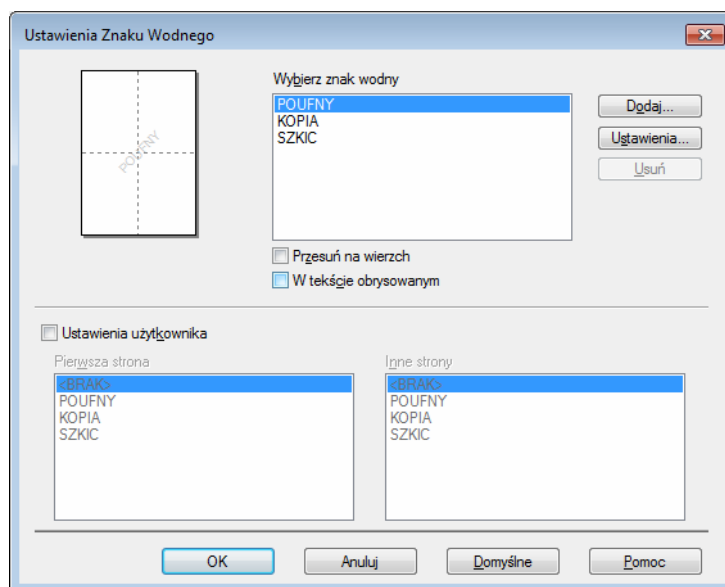 Ustawienia Znaku Wodnego
POUFNY
Wybierz znak wodny
POUFNY
KOPIA
SZKIC
Dodaj...
Ustawienia...
Usuń
Przesuń na wierzch
W tekście obrysowanym
Ustawienia użytkownika
Pierwsza strona
<BRAK>
POUFNY
KOPIA
SZKIC
Inne strony
<BRAK>
POUFNY
KOPIA
SZKIC
OK
Anuluj
Domyślne
Pomoc